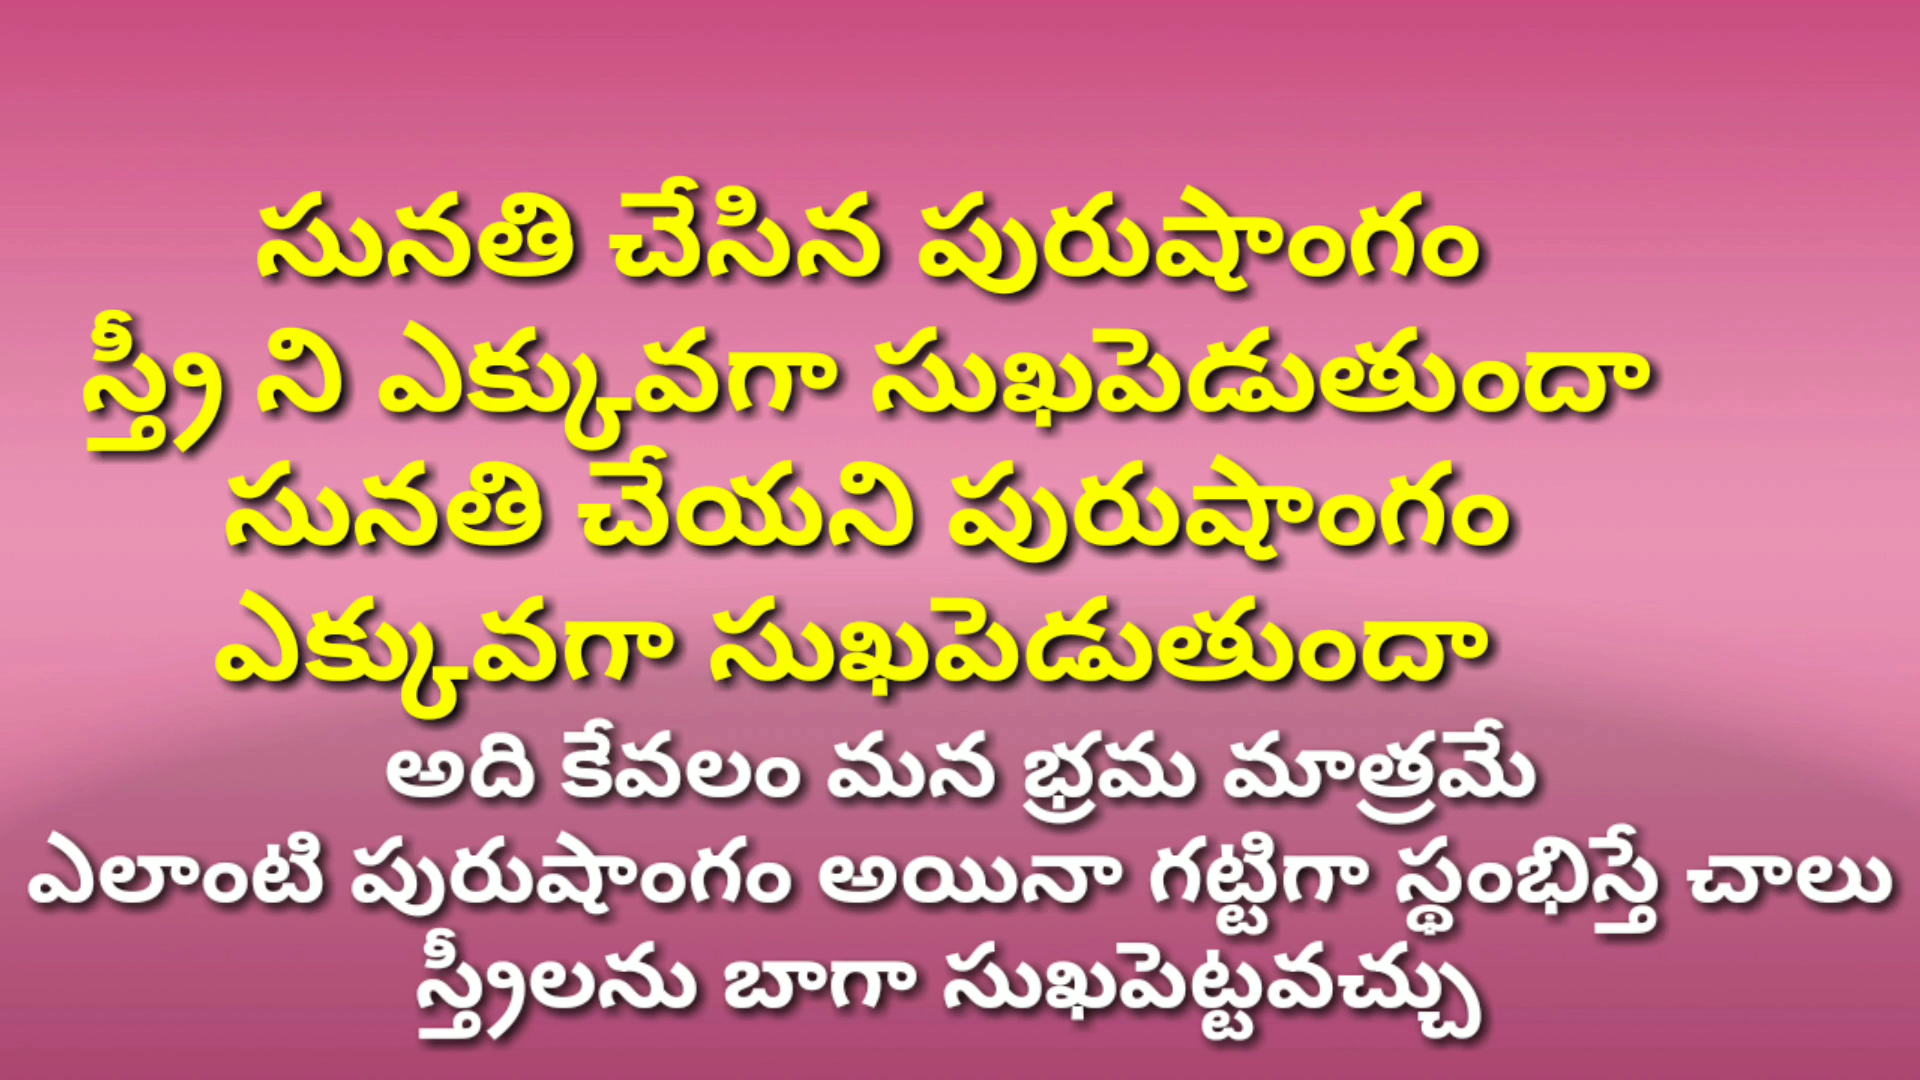 సునతి చేసిన పురుషాంగం
స్త్రీ ని ఎక్కువగా సుఖపెడుతుందా
సునతి చేయని పురుషాంగం
ఎక్కువగా సుఖపెడుతుందా
అది కేవలం మన భ్రమ మాత్రమే
ఎలాంటి పురుషాంగం అయినా గట్టిగా స్థంభిస్తే చాలు
స్త్రీలను బాగా సుఖపెట్టవచ్చు